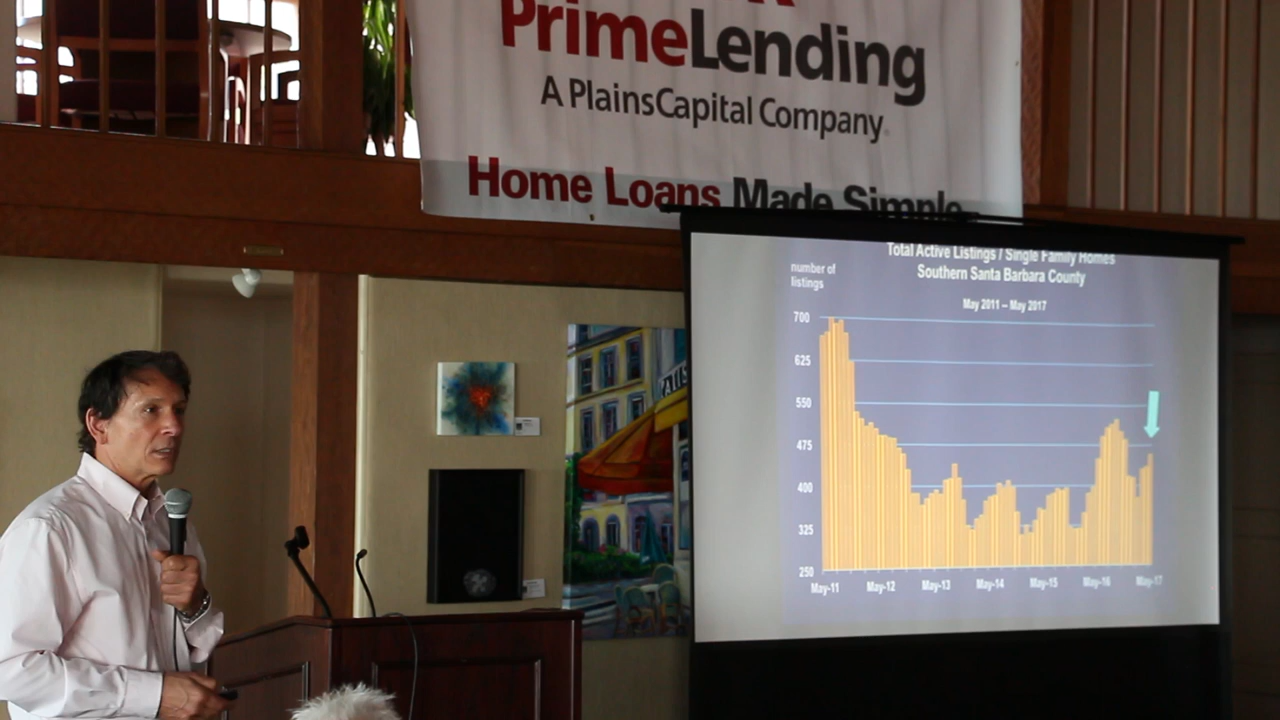 PrimeLending
A PlainsCapital Company
Home Loans Made Simple
Total Active Listings / Single Family Homes
Southern Santa Barbara County
May 2011 – May 2017
number of
listings
700
625
550
475
400
325
250
May-11 May-12 May-13 May-14 May-15 May-16 May-17